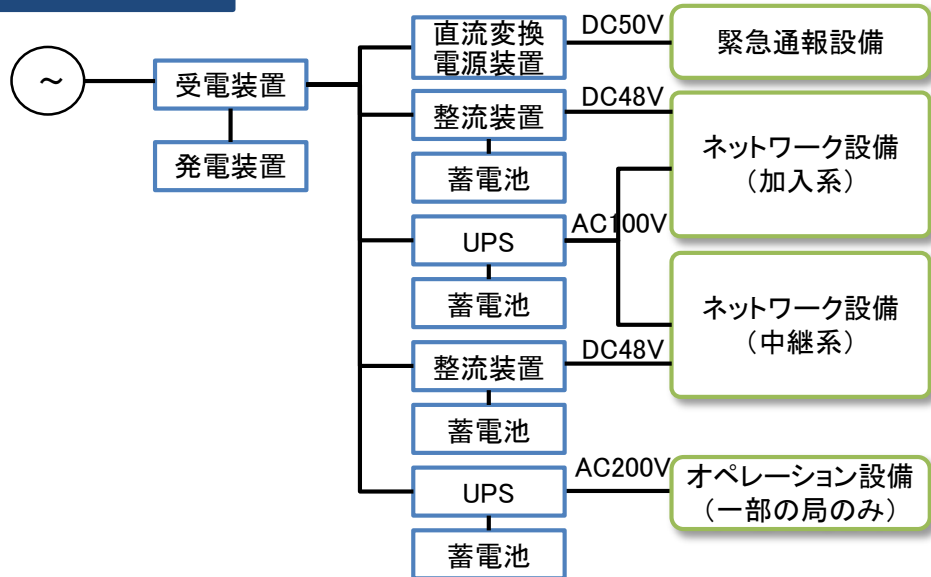 ～
受電装置
発電装置
直流変換
電源装置
DC50V
緊急通報設備
整流装置
DC48V
蓄電池
ネットワーク設備
（加入系）
UPS
AC100V
蓄電池
ネットワーク設備
（中継系）
整流装置
DC48V
蓄電池
UPS
AC200V
オペレーション設備
（一部の局のみ）
蓄電池